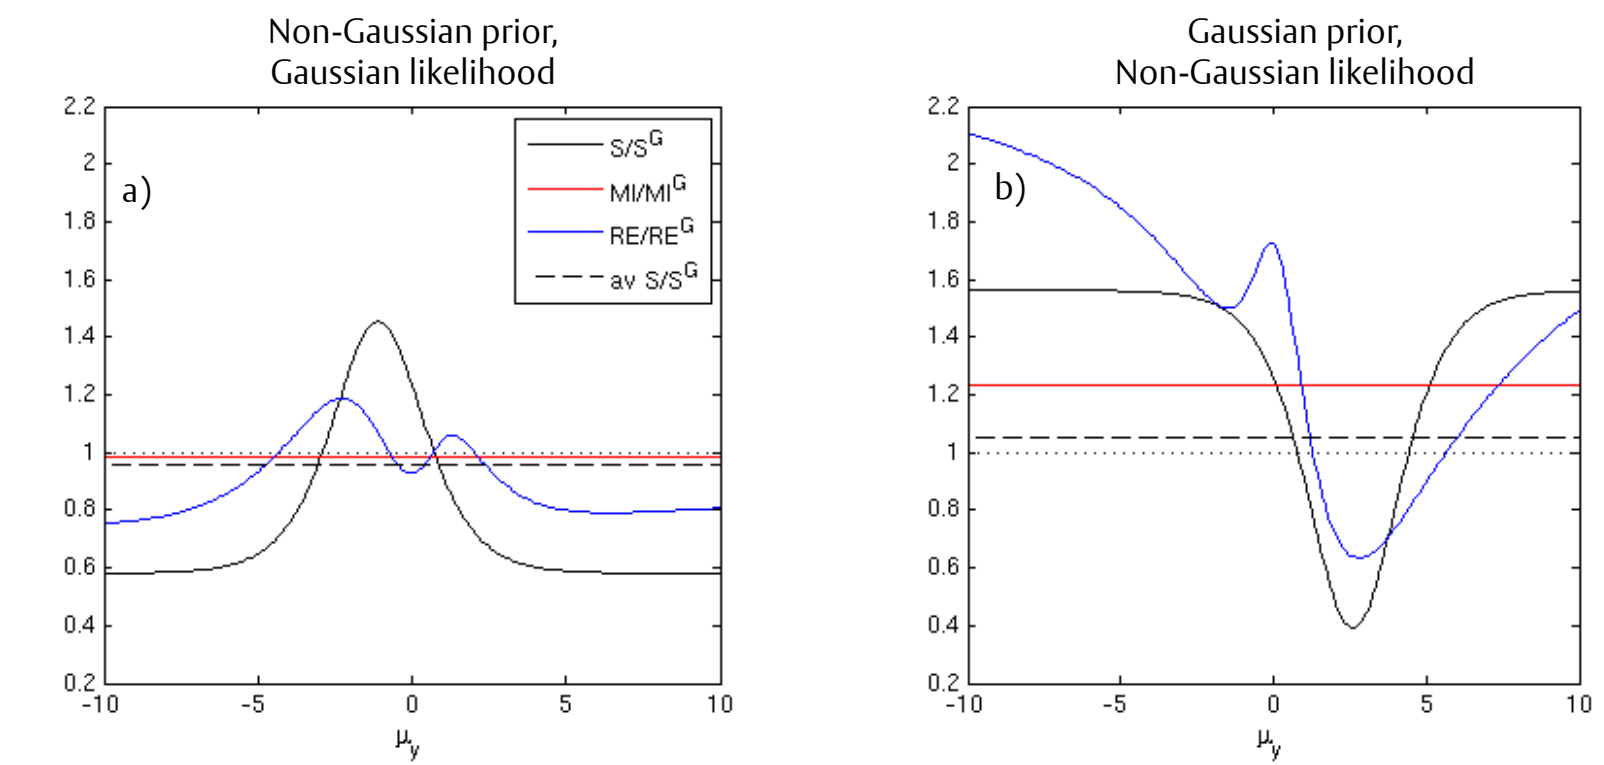 Non-Gaussian prior,
Gaussian likelihood
2.2
2
1.8
1.6
1.4
1.2
1
0.8
0.6
0.4
0.2
a)
S/S^G
MI/MI^G
RE/RE^G
av S/S^G
-10
-5
0
5
10
μ_y
Gaussian prior,
Non-Gaussian likelihood
2.2
2
1.8
1.6
1.4
1.2
1
0.8
0.6
0.4
0.2
b)
-10
-5
0
5
10
μ_y